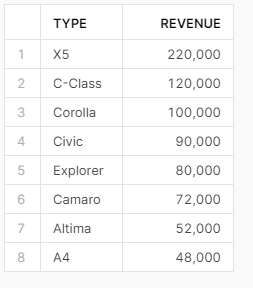 TYPE REVENUE
1 X5 220,000
2 C-Class 120,000
3 Corolla 100,000
4 Civic 90,000
5 Explorer 80,000
6 Camaro 72,000
7 Altima 52,000
8 A4 48,000